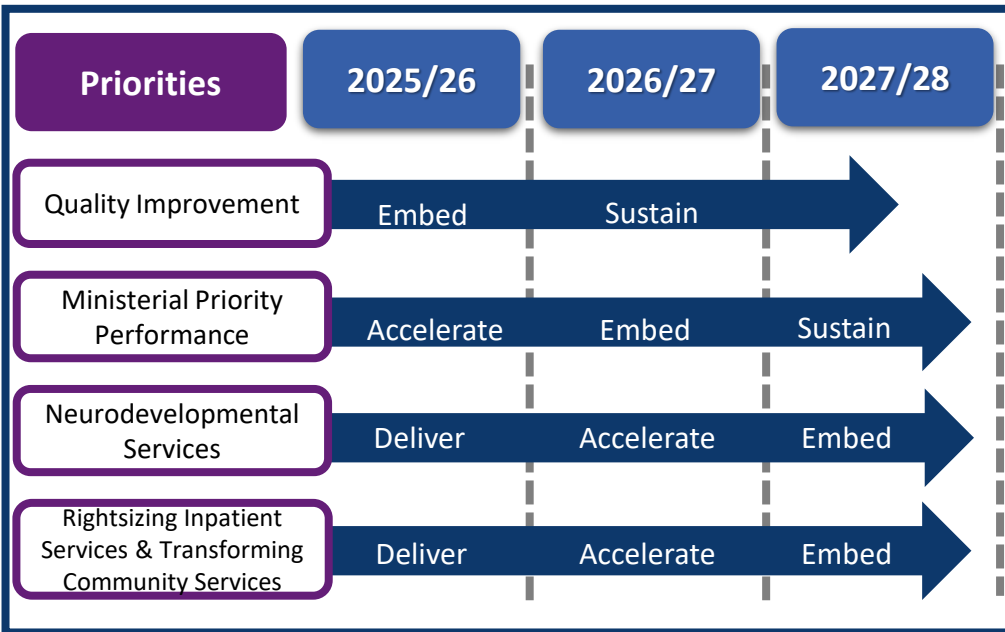 Priorities
2025/26
2026/27
2027/28
Quality Improvement
Embed
Sustain
Ministerial Priority
Performance
Accelerate
Embed
Sustain
Neurodevelopmental
Services
Deliver
Accelerate
Embed
Rightsizing Inpatient
Services & Transforming
Community Services
Deliver
Accelerate
Embed